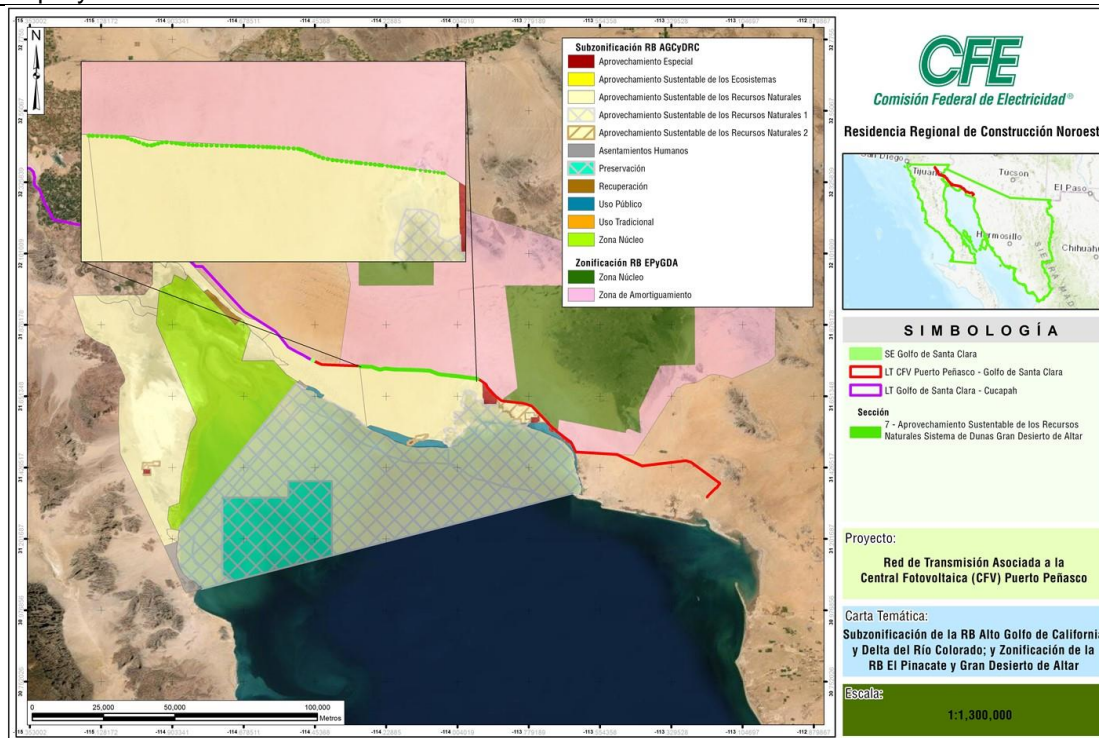 N
Subzonificación RB AGCyDRC
Aprovechamiento Especial
Aprovechamiento Sustentable de los Ecosistemas
Aprovechamiento Sustentable de los Recursos Naturales
Aprovechamiento Sustentable de los Recursos Naturales 1
Aprovechamiento Sustentable de los Recursos Naturales 2
Asentamientos Humanos
Preservación
Recuperación
Uso Público
Uso Tradicional
Zona Núcleo
Zonificación RB EPyGDA
Zona Núcleo
Zona de Amortiguamiento
0 25,000 50,000 100,000
Metros
CFE
Comisión Federal de Electricidad®
Residencia Regional de Construcción Noroest
San Diego
Tijuan
Tucson
El Paso
Hermosillo
Chihuahu
SIERRA MAD
SIMBOLOGÍA
SE Golfo de Santa Clara
LT CFV Puerto Peñasco - Golfo de Santa Clara
LT Golfo de Santa Clara - Cucapah
Sección
7 - Aprovechamiento Sustentable de los Recursos
Naturales Sistema de Dunas Gran Desierto de Altar
Proyecto:
Red de Transmisión Asociada a la
Central Fotovoltaica (CFV) Puerto Peñasco
Carta Temática:
Subzonificación de la RB Alto Golfo de California
y Delta del Río Colorado; y Zonificación de la
RB El Pinacate y Gran Desierto de Altar
Escala:
1:1,300,000